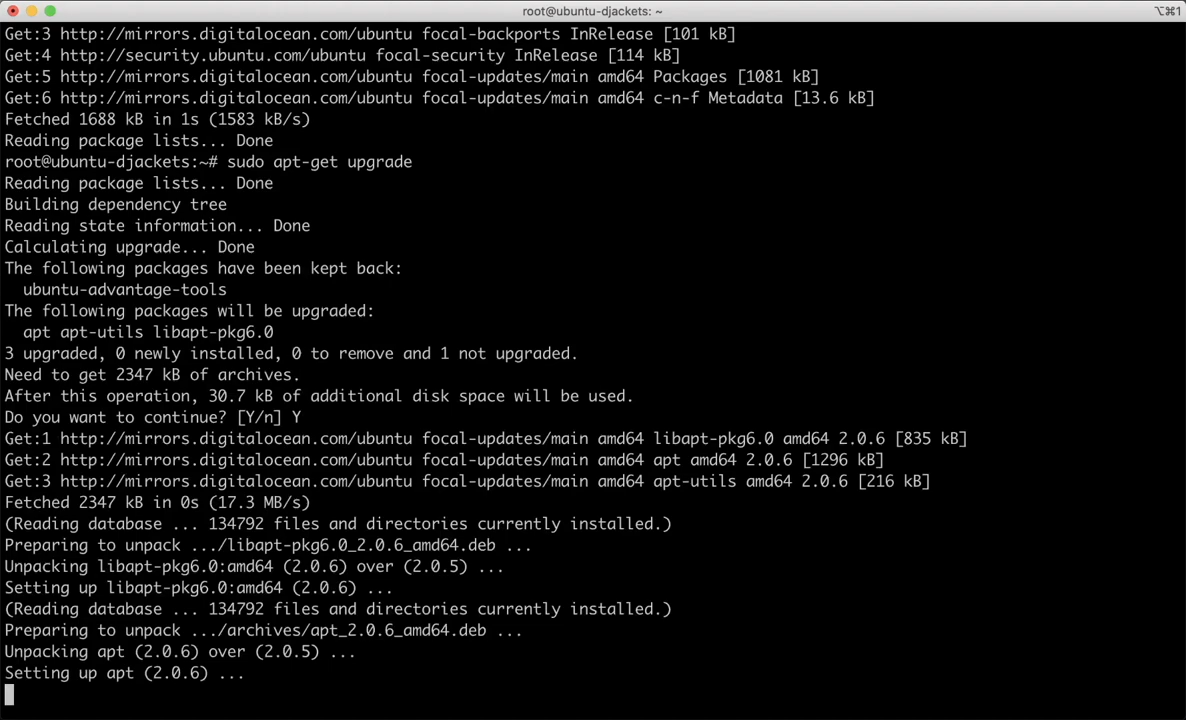 root@ubuntu-djackets: ~
⌥⌘1
Get:3 http://mirrors.digitalocean.com/ubuntu focal-backports InRelease [101 kB]
Get:4 http://security.ubuntu.com/ubuntu focal-security InRelease [114 kB]
Get:5 http://mirrors.digitalocean.com/ubuntu focal-updates/main amd64 Packages [1081 kB]
Get:6 http://mirrors.digitalocean.com/ubuntu focal-updates/main amd64 c-n-f Metadata [13.6 kB]
Fetched 1688 kB in 1s (1583 kB/s)
Reading package lists... Done
root@ubuntu-djackets:~# sudo apt-get upgrade
Reading package lists... Done
Building dependency tree
Reading state information... Done
Calculating upgrade... Done
The following packages have been kept back:
  ubuntu-advantage-tools
The following packages will be upgraded:
  apt apt-utils libapt-pkg6.0
3 upgraded, 0 newly installed, 0 to remove and 1 not upgraded.
Need to get 2347 kB of archives.
After this operation, 30.7 kB of additional disk space will be used.
Do you want to continue? [Y/n] Y
Get:1 http://mirrors.digitalocean.com/ubuntu focal-updates/main amd64 libapt-pkg6.0 amd64 2.0.6 [835 kB]
Get:2 http://mirrors.digitalocean.com/ubuntu focal-updates/main amd64 apt amd64 2.0.6 [1296 kB]
Get:3 http://mirrors.digitalocean.com/ubuntu focal-updates/main amd64 apt-utils amd64 2.0.6 [216 kB]
Fetched 2347 kB in 0s (17.3 MB/s)
(Reading database ... 134792 files and directories currently installed.)
Preparing to unpack .../libapt-pkg6.0_2.0.6_amd64.deb ...
Unpacking libapt-pkg6.0:amd64 (2.0.6) over (2.0.5) ...
Setting up libapt-pkg6.0:amd64 (2.0.6) ...
(Reading database ... 134792 files and directories currently installed.)
Preparing to unpack .../archives/apt_2.0.6_amd64.deb ...
Unpacking apt (2.0.6) over (2.0.5) ...
Setting up apt (2.0.6) ...